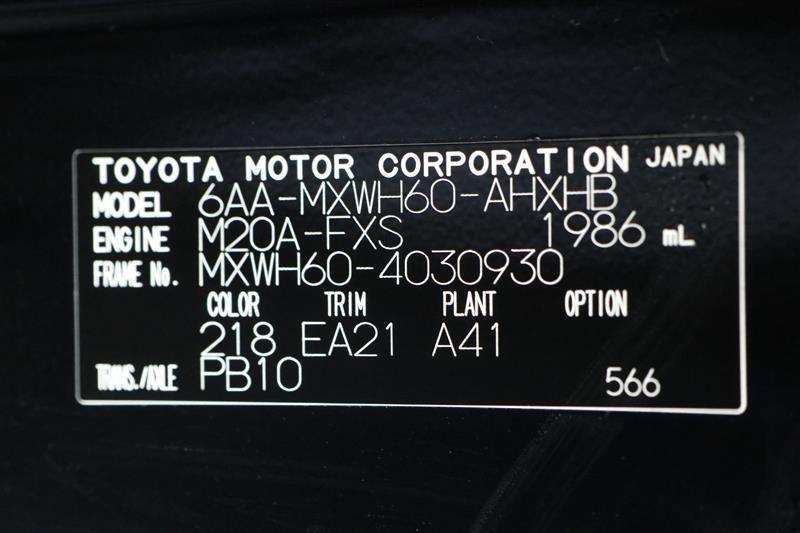 TOYOTA MOTOR CORPORATION JAPAN
MODEL 6AA-MXWH60-AHXHB
ENGINE M20A-FXS 1986 mL
FRAME No. MXWH60-4030930
COLOR TRIM PLANT OPTION
218 EA21 A41
TRANS./AXLE PB10 566